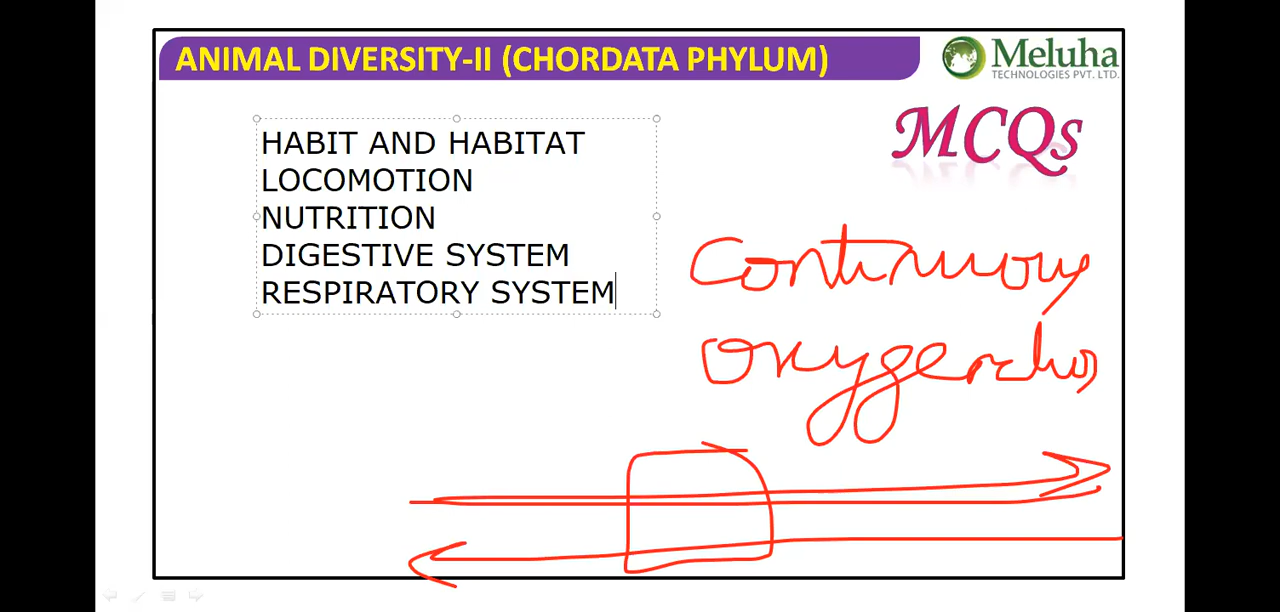 ANIMAL DIVERSITY-II (CHORDATA PHYLUM)
Meluha
TECHNOLOGIES PVT. LTD.
MCQs
HABIT AND HABITAT
LOCOMOTION
NUTRITION
DIGESTIVE SYSTEM
RESPIRATORY SYSTEM
Continuous